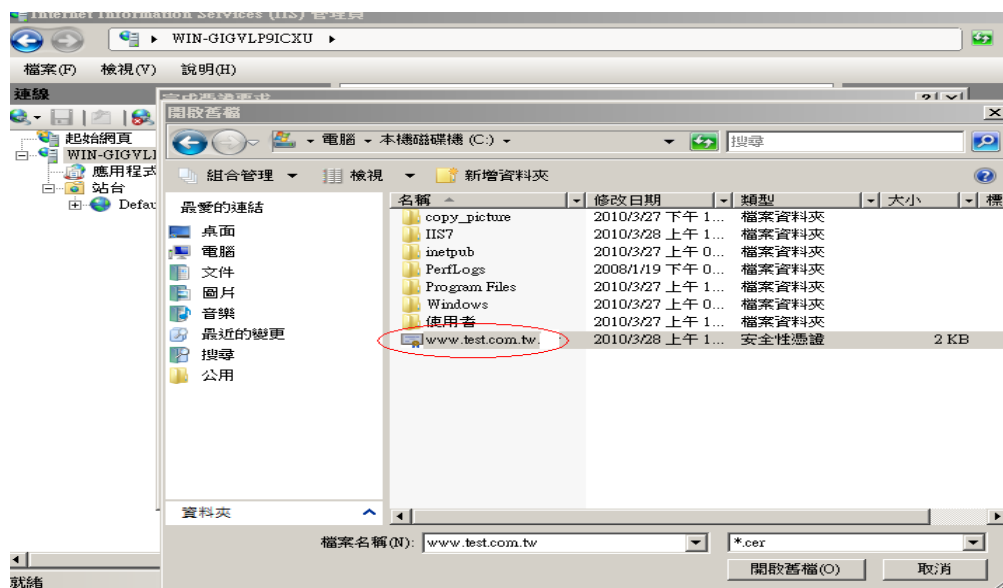 Internet Information Services (IIS) 管理員
WIN-GIGVLP9ICXU
檔案(F) 檢視(V) 說明(H)
連線
完成憑證要求
開啟舊檔
起始網頁
WIN-GIGVLI
應用程式
站台
Defau
電腦 本機磁碟機 (C:)
搜尋
組合管理 檢視 新增資料夾
最愛的連結
桌面
電腦
文件
圖片
音樂
最近的變更
搜尋
公用
資料夾
名稱 修改日期 類型 大小 標
copy_picture 2010/3/27 下午 1... 檔案資料夾
IIS7 2010/3/28 上午 1... 檔案資料夾
inetpub 2010/3/27 下午 0... 檔案資料夾
PerfLogs 2008/1/19 下午 0... 檔案資料夾
Program Files 2010/3/27 上午 1... 檔案資料夾
Windows 2010/3/27 上午 0... 檔案資料夾
使用者 2010/3/27 上午 1... 檔案資料夾
www.test.com.tw. 2010/3/28 上午 1... 安全性憑證 2 KB
檔案名稱(N): www.test.com.tw *.cer
開啟舊檔(O) 取消
就緒